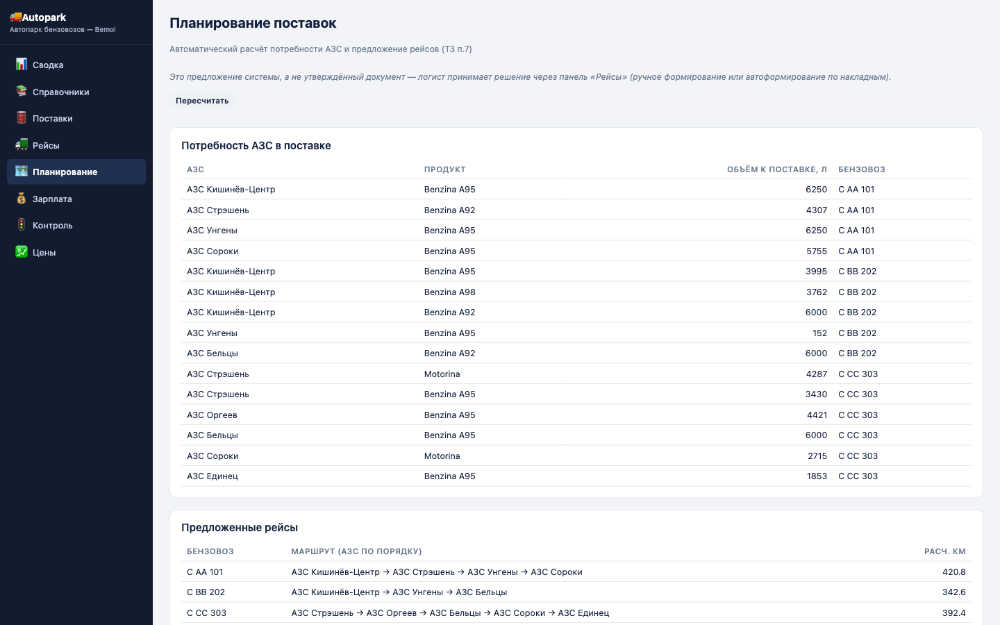 Autopark
Автопарк бензовозов — Bemol
Сводка
Справочники
Поставки
Рейсы
Планирование
Зарплата
Контроль
Цены
Планирование поставок
Автоматический расчёт потребности АЗС и предложение рейсов (ТЗ п.7)
Это предложение системы, а не утверждённый документ — логист принимает решение через панель «Рейсы» (ручное формирование или автоформирование по накладным).
Пересчитать
Потребность АЗС в поставке
АЗС ПРОДУКТ ОБЪЁМ К ПОСТАВКЕ, Л БЕНЗОВОЗ
АЗС Кишинёв-Центр Benzina A95 6250 C AA 101
АЗС Стрэшень Benzina A92 4307 C AA 101
АЗС Унгены Benzina A95 6250 C AA 101
АЗС Сороки Benzina A95 5755 C AA 101
АЗС Кишинёв-Центр Benzina A95 3995 C BB 202
АЗС Кишинёв-Центр Benzina A98 3762 C BB 202
АЗС Кишинёв-Центр Benzina A92 6000 C BB 202
АЗС Унгены Benzina A95 152 C BB 202
АЗС Бельцы Benzina A92 6000 C BB 202
АЗС Стрэшень Motorina 4287 C CC 303
АЗС Стрэшень Benzina A95 3430 C CC 303
АЗС Оргеев Benzina A95 4421 C CC 303
АЗС Бельцы Benzina A95 6000 C CC 303
АЗС Сороки Motorina 2715 C CC 303
АЗС Единец Benzina A95 1853 C CC 303
Предложенные рейсы
БЕНЗОВОЗ МАРШРУТ (АЗС ПО ПОРЯДКУ) РАСЧ. КМ
C AA 101 АЗС Кишинёв-Центр → АЗС Стрэшень → АЗС Унгены → АЗС Сороки 420.8
C BB 202 АЗС Кишинёв-Центр → АЗС Унгены → АЗС Бельцы 342.6
C CC 303 АЗС Стрэшень → АЗС Оргеев → АЗС Бельцы → АЗС Сороки → АЗС Единец 392.4